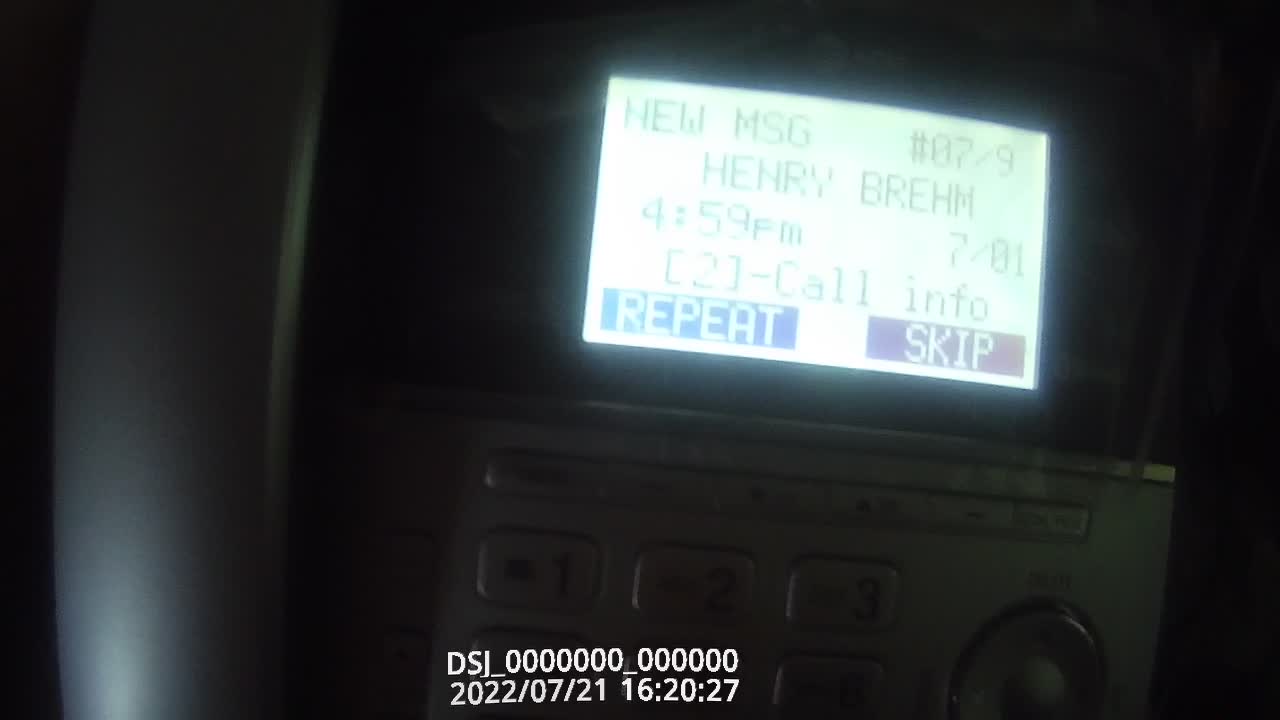 NEW MSG #07/9
HENRY BREHM
4:59pm 7/01
[2]-Call info
REPEAT SKIP
1 2 3
DSJ_0000000_000000
2022/07/21 16:20:27